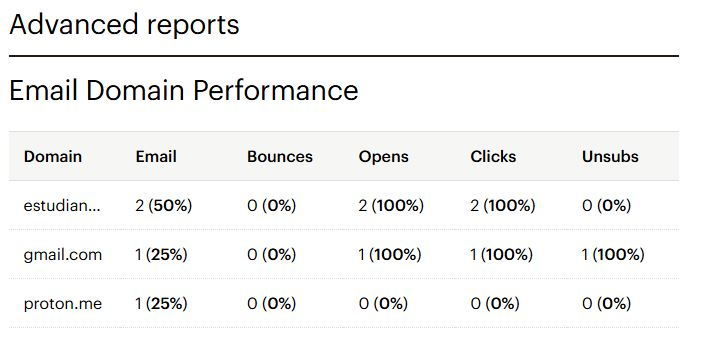 Advanced reports
Email Domain Performance
Domain Email Bounces Opens Clicks Unsubs
estudian... 2 (50%) 0 (0%) 2 (100%) 2 (100%) 0 (0%)
gmail.com 1 (25%) 0 (0%) 1 (100%) 1 (100%) 1 (100%)
proton.me 1 (25%) 0 (0%) 0 (0%) 0 (0%) 0 (0%)